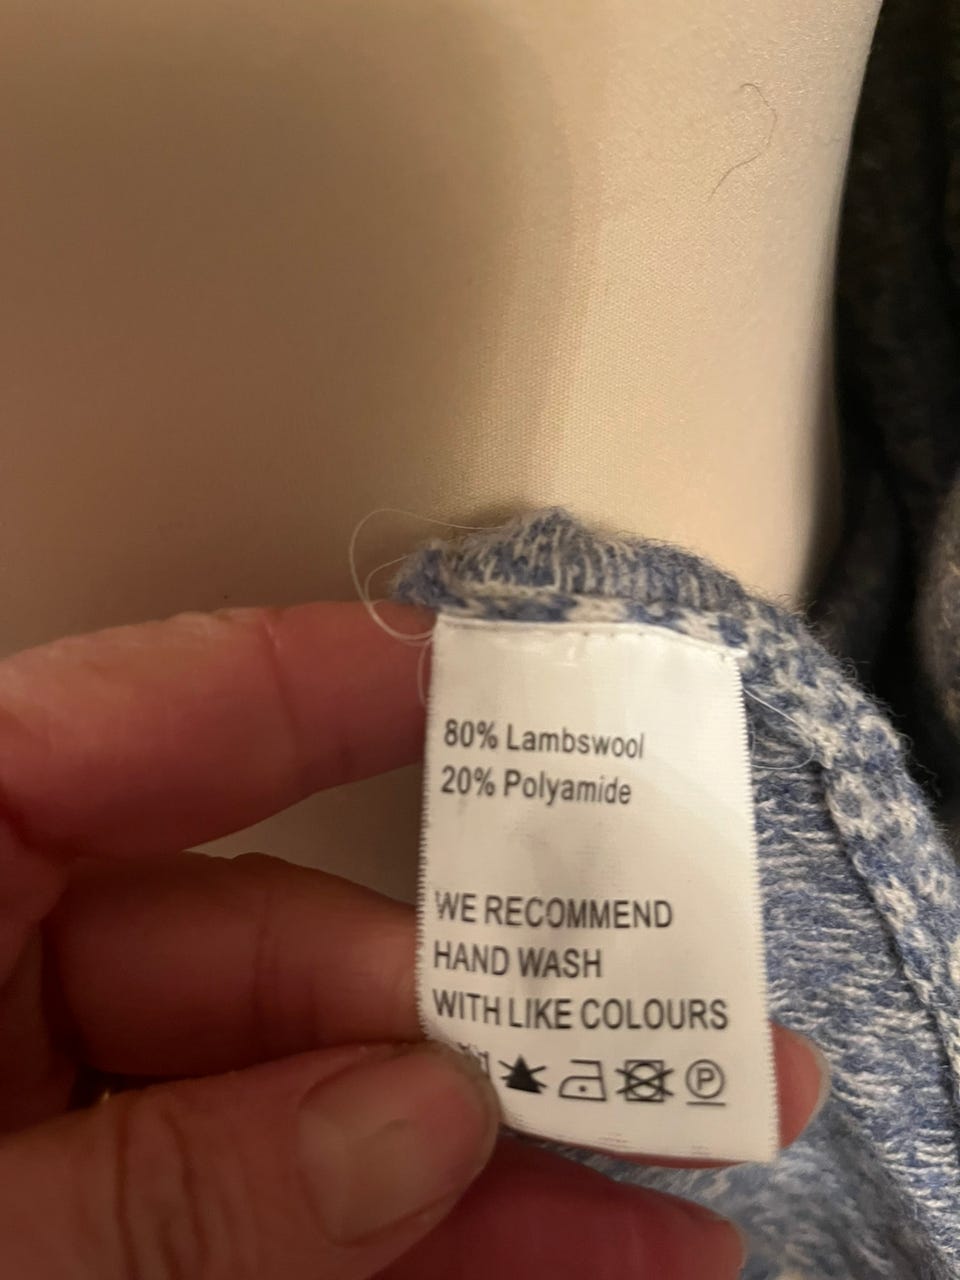 80% Lambswool
20% Polyamide
WE RECOMMEND
HAND WASH
WITH LIKE COLOURS
P